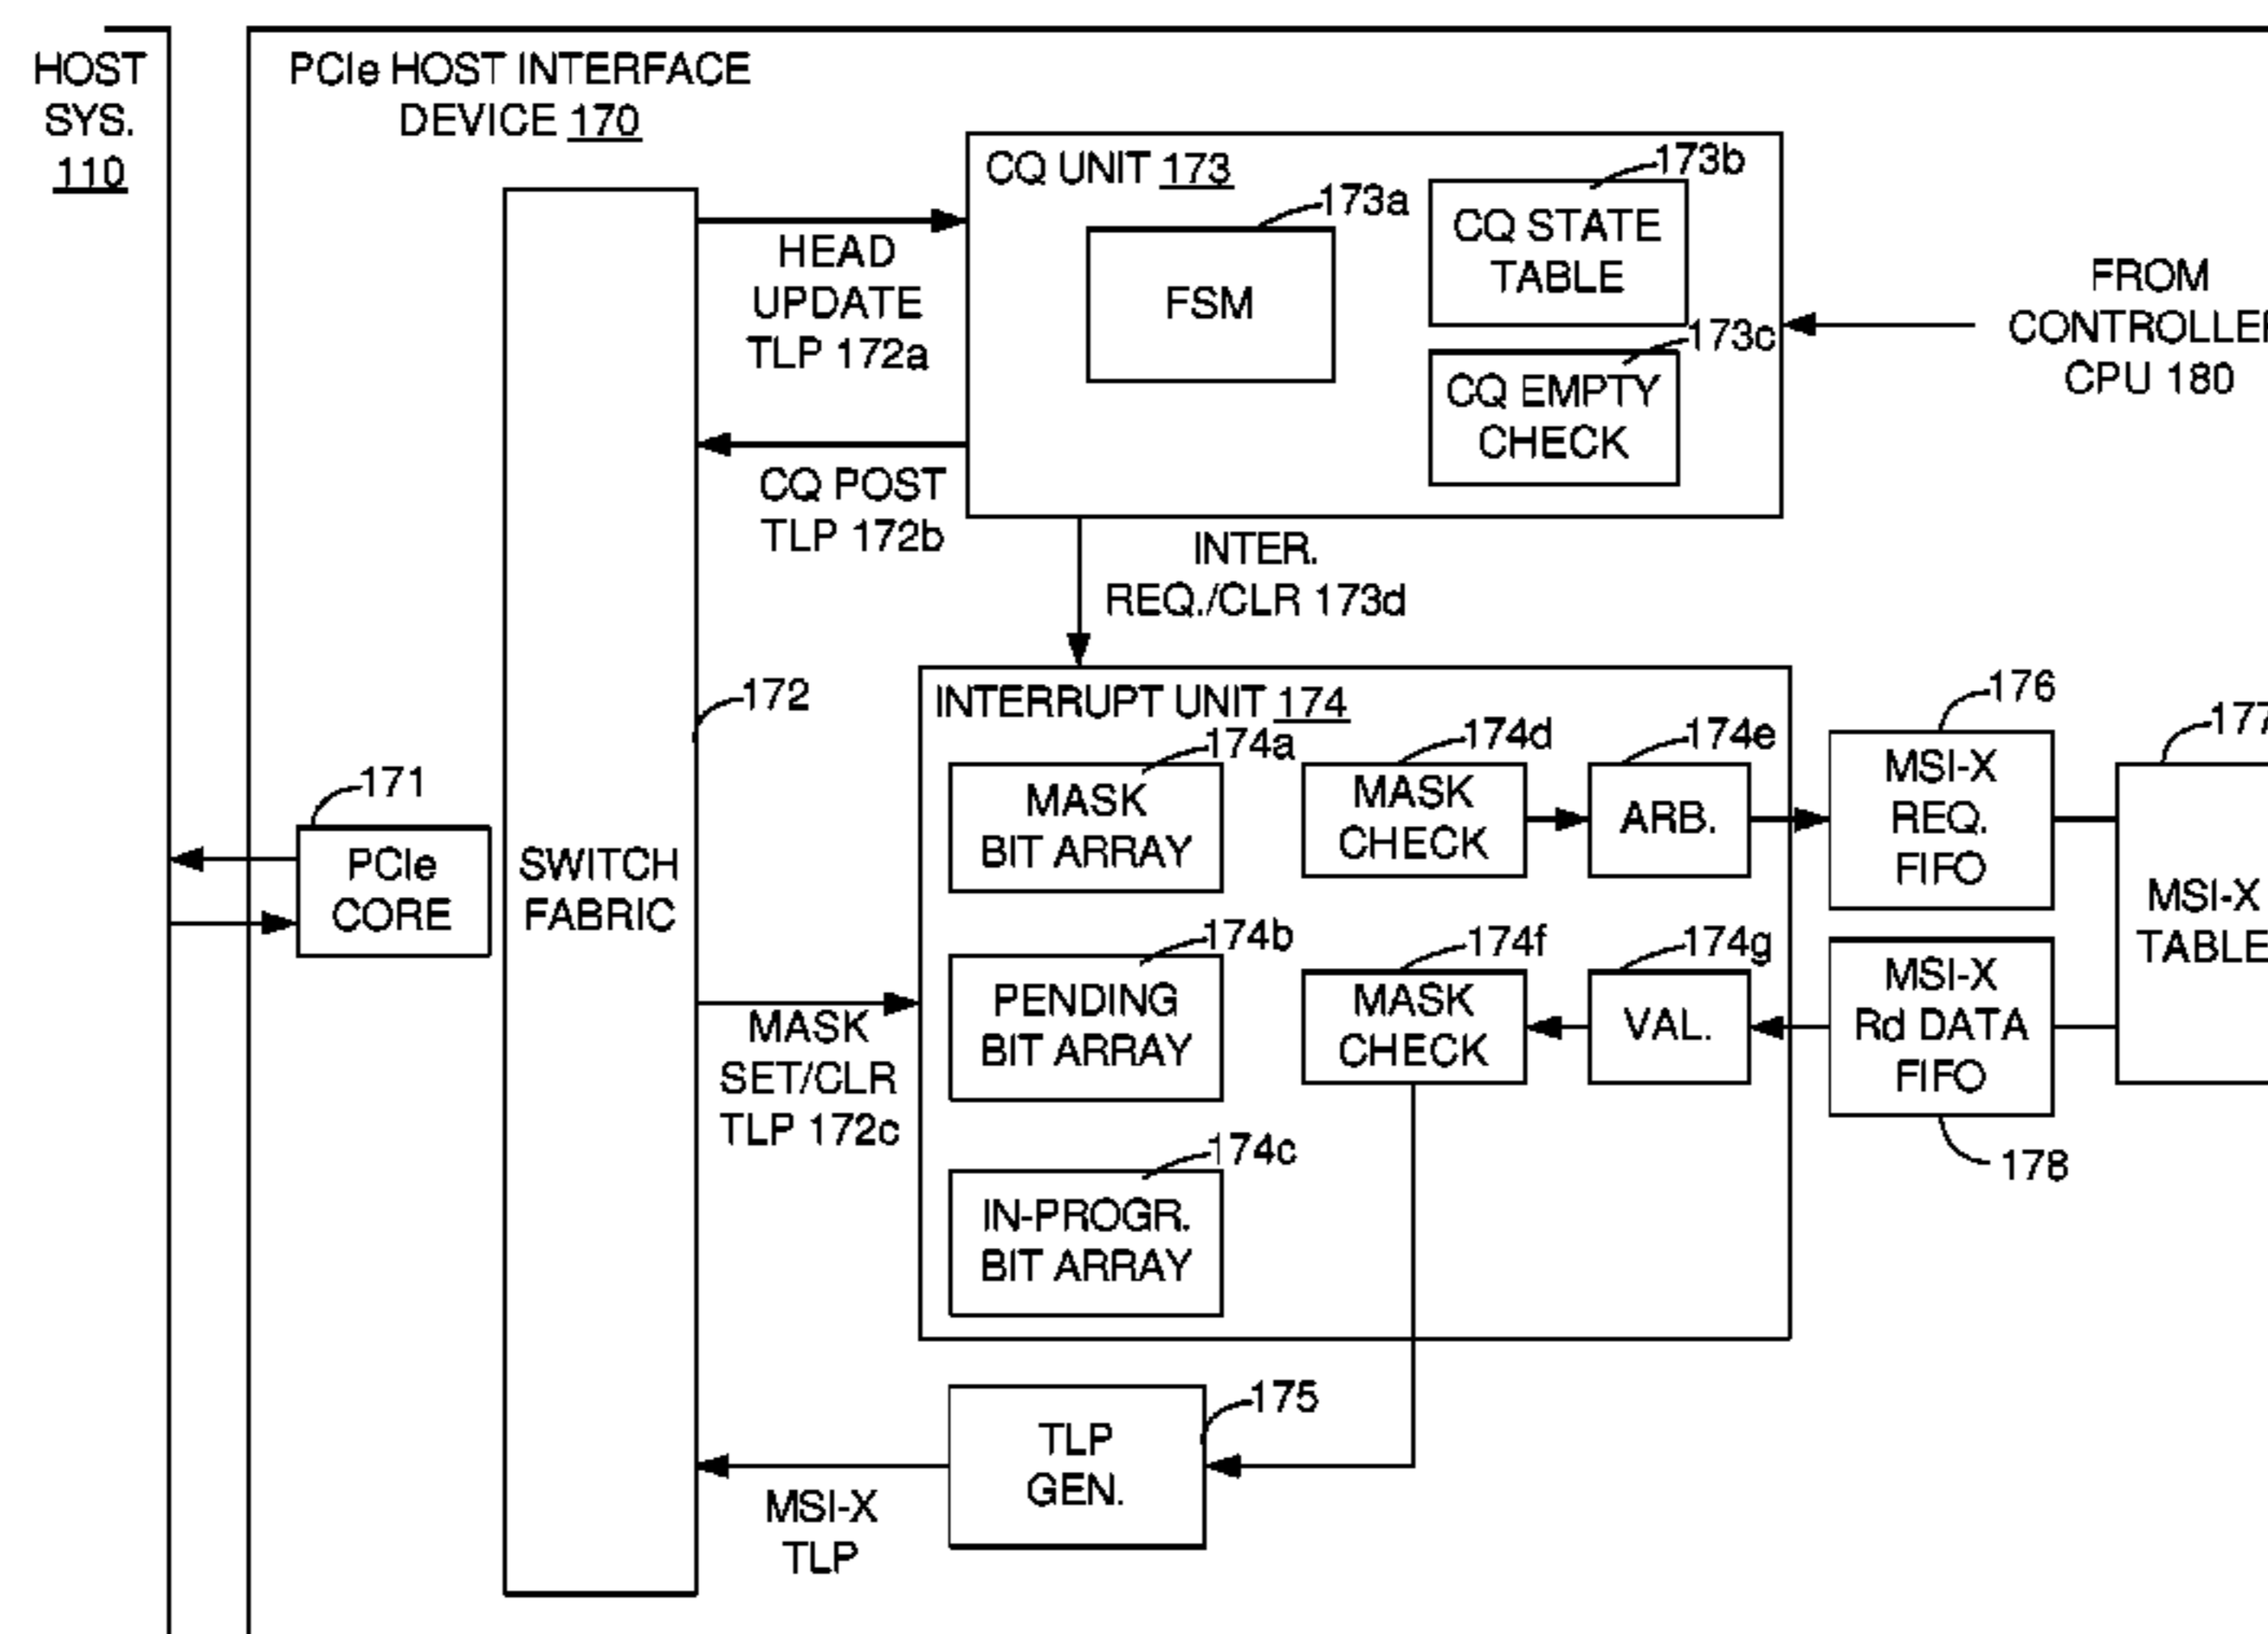 HOST
SYS.
110
PCIe HOST INTERFACE
DEVICE 170
CQ UNIT 173
173a
FSM
173b
CQ STATE
TABLE
173c
CQ EMPTY
CHECK
FROM
CONTROLLER
CPU 180
HEAD
UPDATE
TLP 172a
CQ POST
TLP 172b
INTER.
REQ./CLR 173d
172
SWITCH
FABRIC
171
PCIe
CORE
INTERRUPT UNIT 174
174a
MASK
BIT ARRAY
174d
MASK
CHECK
174e
ARB.
176
MSI-X
REQ.
FIFO
177
MSI-X
TABLE
174b
PENDING
BIT ARRAY
174f
MASK
CHECK
174g
VAL.
MSI-X
Rd DATA
FIFO
178
MASK
SET/CLR
TLP 172c
174c
IN-PROGR.
BIT ARRAY
175
TLP
GEN.
MSI-X
TLP